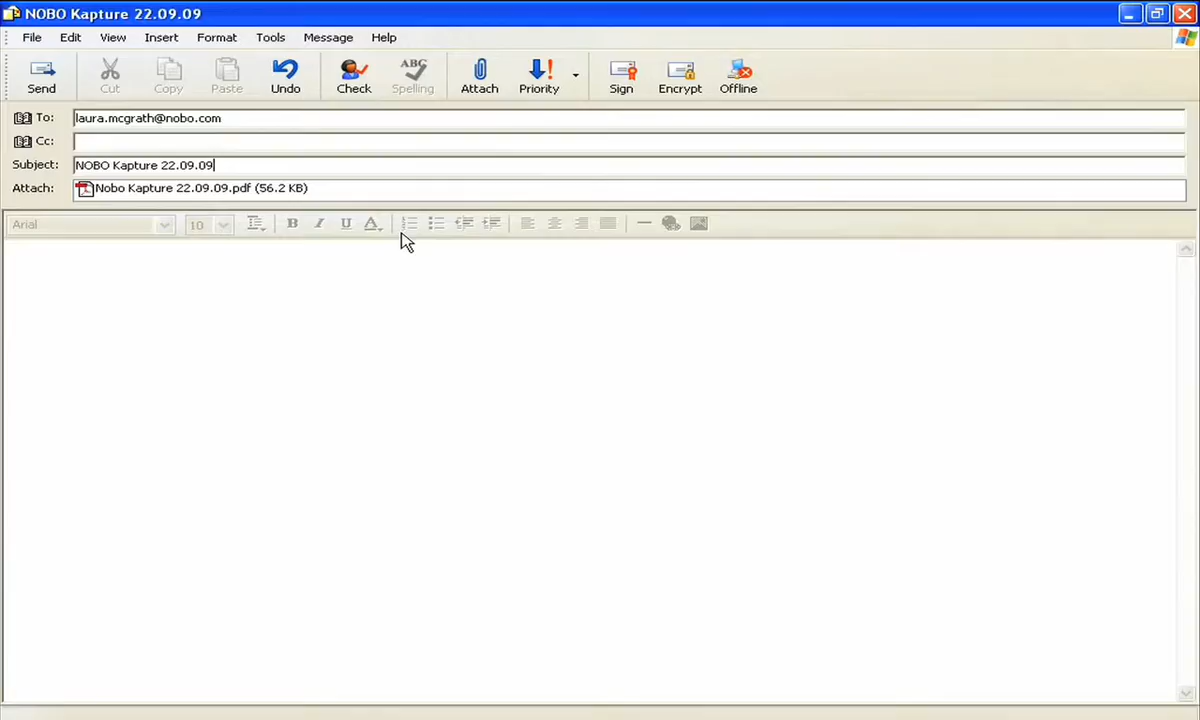 NOBO Kapture 22.09.09
File Edit View Insert Format Tools Message Help
Send Cut Copy Paste Undo Check Spelling Attach Priority Sign Encrypt Offline
To: laura.mcgrath@nobo.com
Cc:
Subject: NOBO Kapture 22.09.09
Attach: Nobo Kapture 22.09.09.pdf (56.2 KB)
Arial 10 B I U A